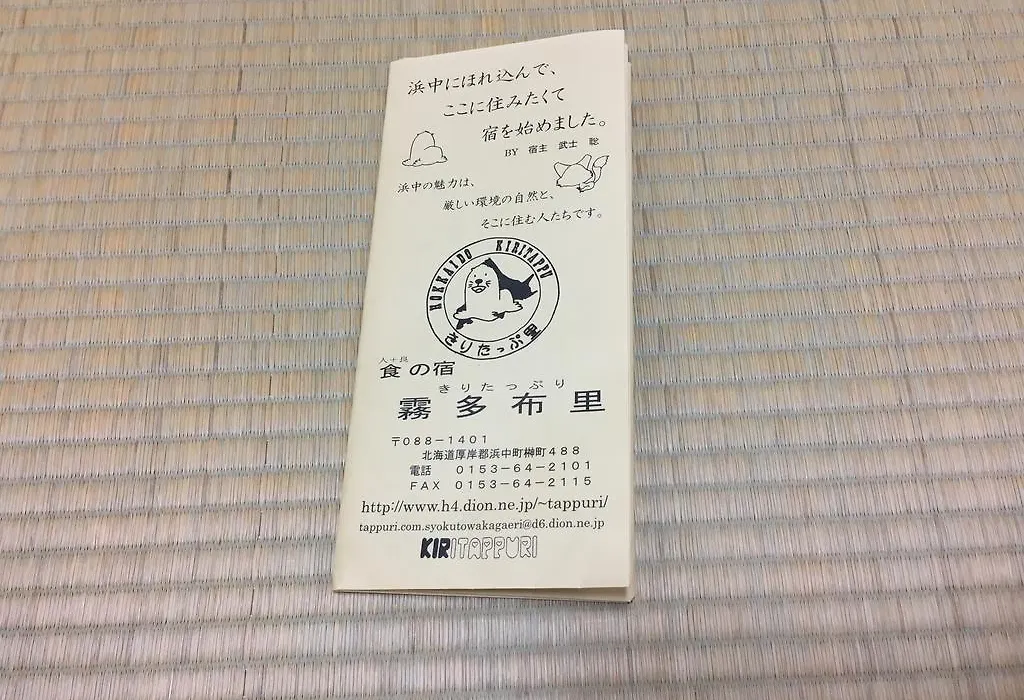 浜中にほれ込んで、
ここに住みたくて
宿を始めました。
BY 宿主 武士 聡
浜中の魅力は、
厳しい環境の自然と、
そこに住む人たちです。
HOKKAIDO KIRITAPPU
きりたっぷ里
人+良
食の宿
きりたっぷり
霧多布里
〒088-1401
北海道厚岸郡浜中町榊町488
電話 0153-64-2101
FAX 0153-64-2115
http://www.h4.dion.ne.jp/~tappuri/
tappuri.com.syokutowakagaeri@d6.dion.ne.jp
KIRITAPPURI